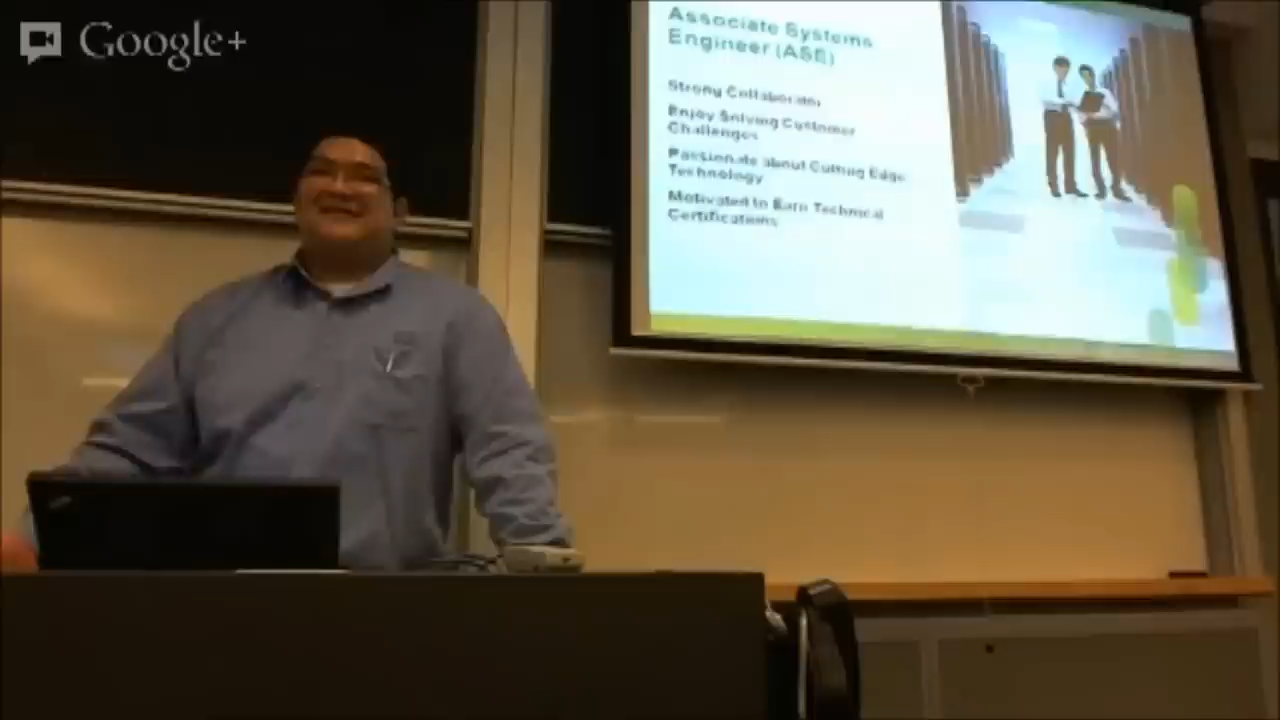 Google+
Associate Systems
Engineer (ASE)
Strong Collaborator
Enjoy Solving Customer
Challenges
Passionate about Cutting Edge
Technology
Motivated to Earn Technical
Certifications